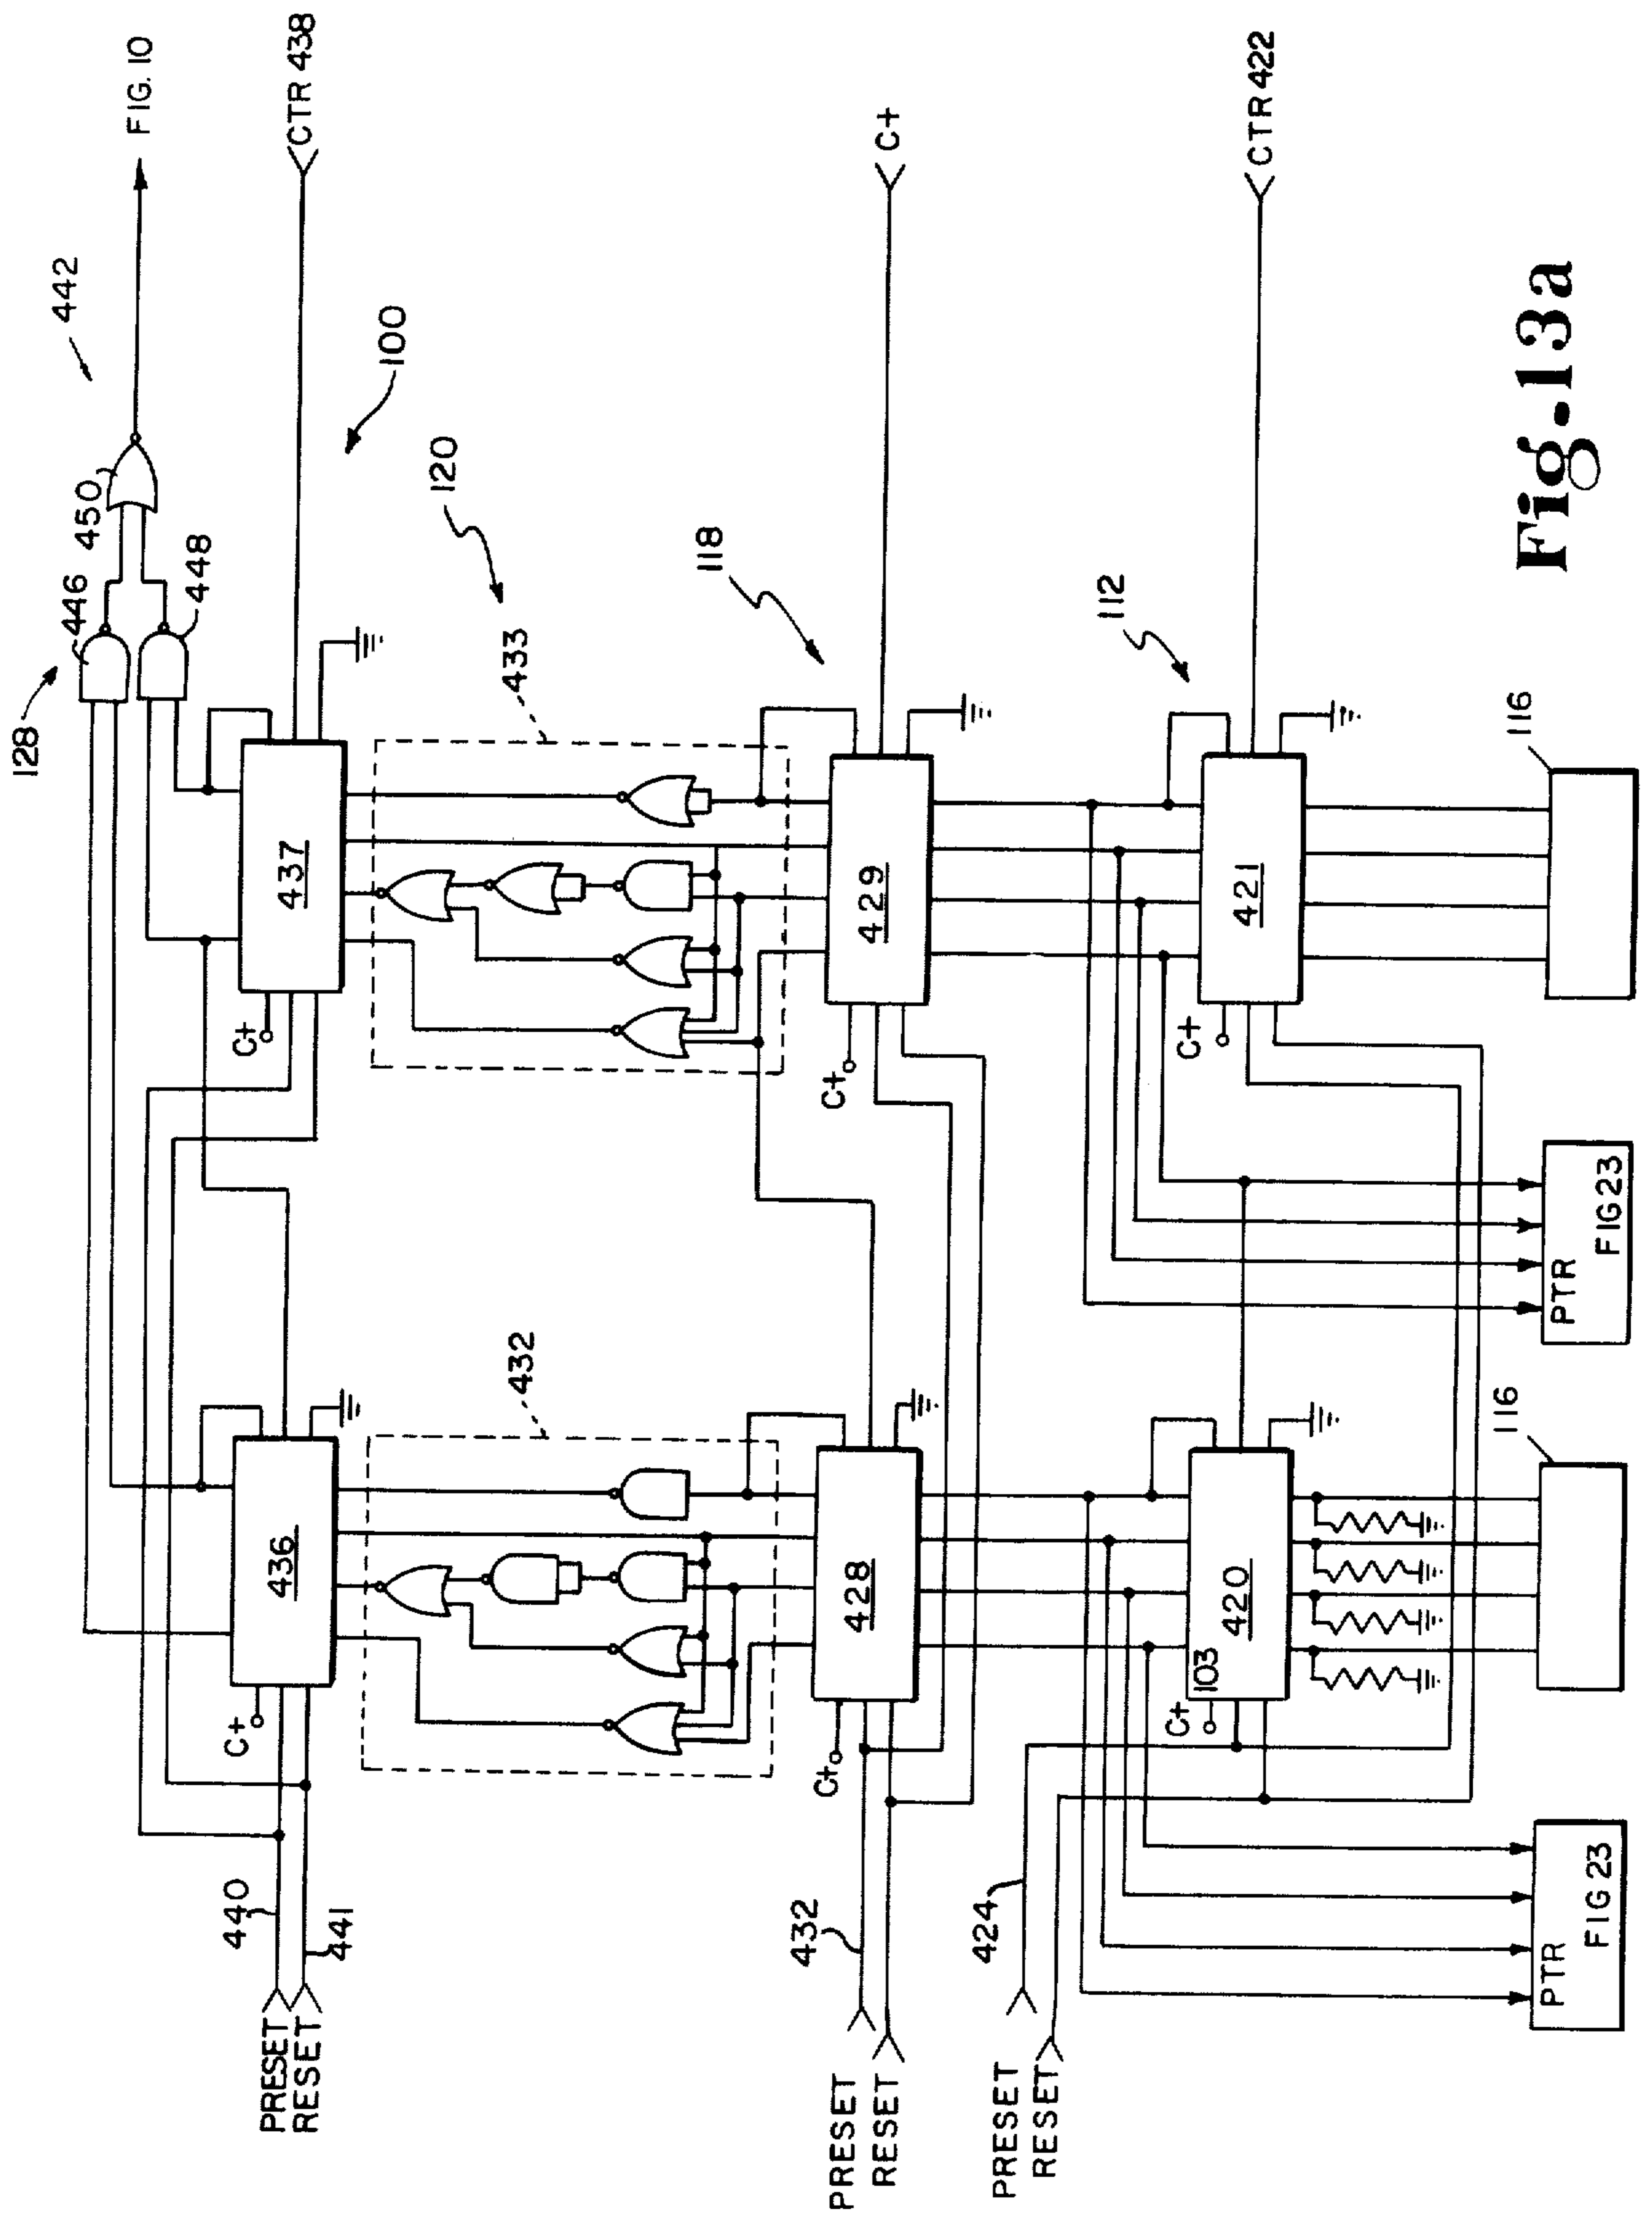 128
442
FIG. 10
446
450
448
CTR 438
100
437
C+
120
433
118
C+
429
C+
112
CTR 422
421
C+
116
Fig-13a
PTR
FIG 23
436
C+
432
428
C+
420
103
C+
116
440
441
PRESET
RESET
432
PRESET
RESET
424
PRESET
RESET
PTR
FIG 23